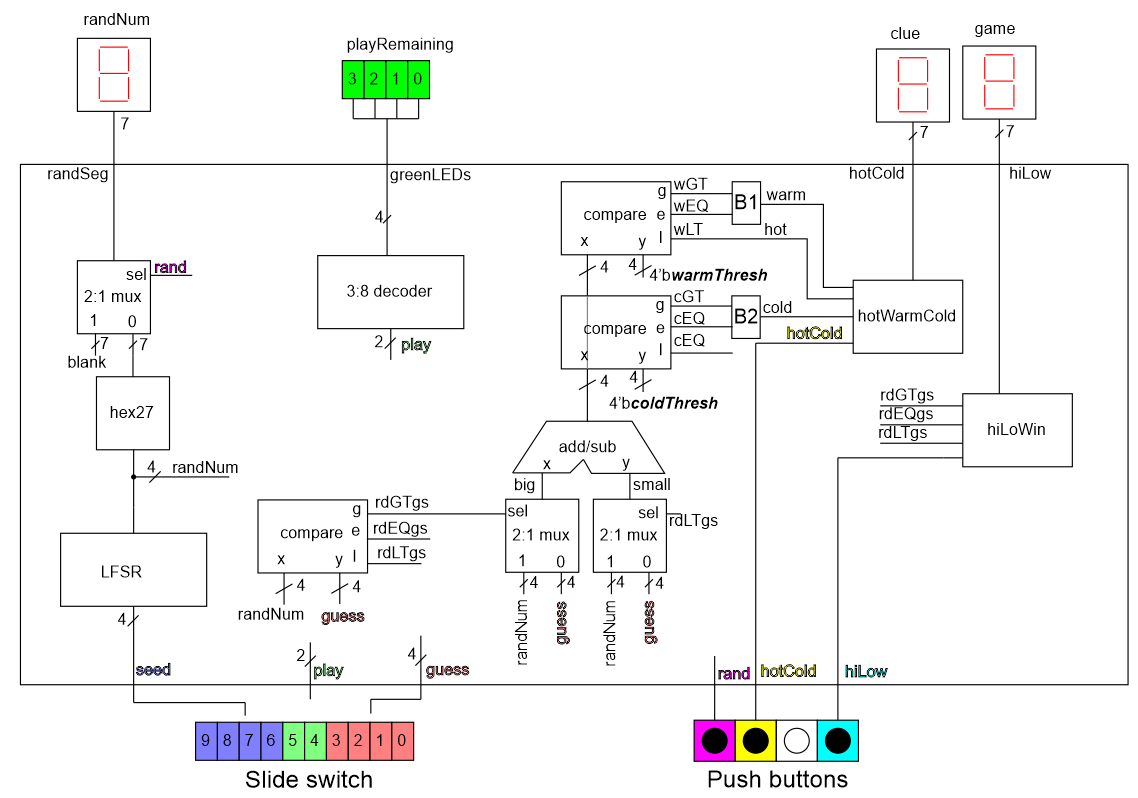 randNum
playRemaining
clue
game
3 2 1 0
7
7
7
randSeg
greenLEDs
hotCold
hiLow
4
compare
g
e
l
x
y
wGT
wEQ
wLT
B1
warm
hot
4
4
4'bwarmThresh
sel
rand
2:1 mux
1
0
7
7
blank
3:8 decoder
2
play
compare
g
e
l
x
y
cGT
cEQ
cEQ
B2
cold
hotCold
hotWarmCold
4
4
4'bcoldThresh
hex27
4
randNum
rdGTgs
rdEQgs
rdLTgs
hiLoWin
add/sub
x
y
big
small
compare
g
e
l
x
y
rdGTgs
rdEQgs
rdLTgs
4
4
randNum
guess
sel
2:1 mux
1
0
4
4
randNum
guess
sel
rdLTgs
2:1 mux
1
0
4
4
randNum
guess
LFSR
4
seed
2
play
4
guess
rand
hotCold
hiLow
9 8 7 6 5 4 3 2 1 0
Slide switch
Push buttons